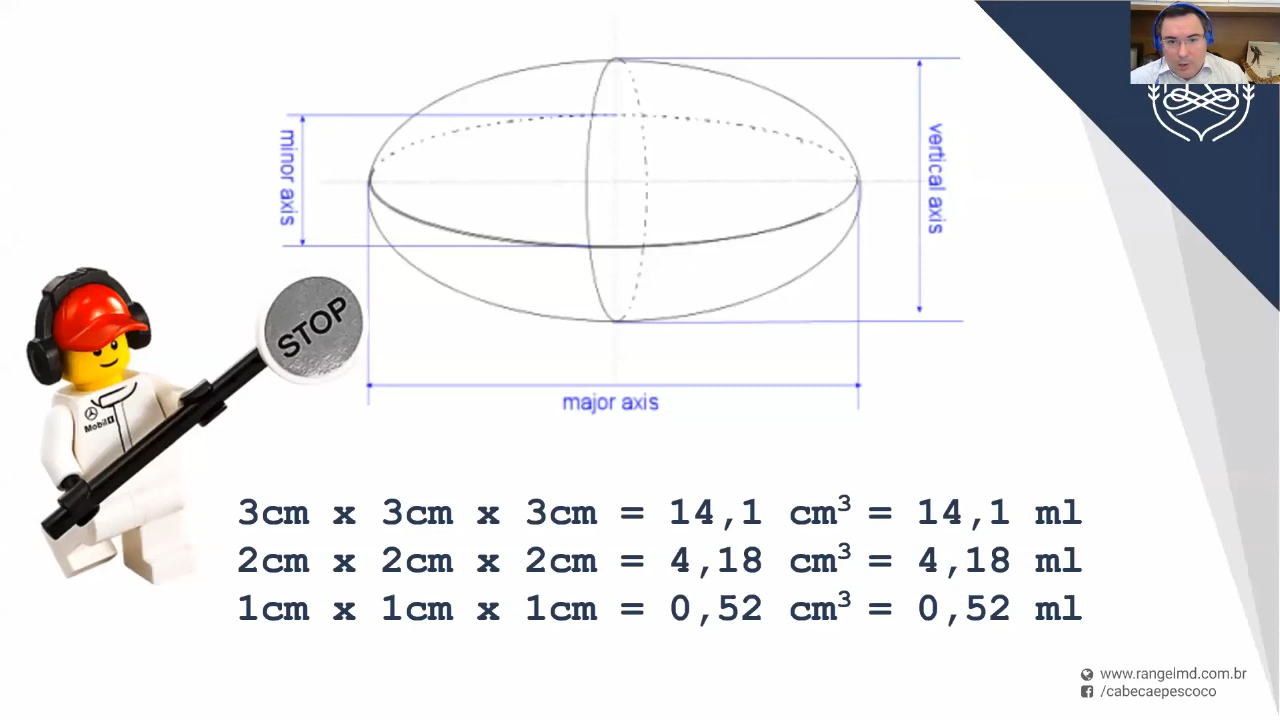 minor axis
vertical axis
major axis
STOP
Mobil 1
3cm x 3cm x 3cm = 14,1 cm³ = 14,1 ml
2cm x 2cm x 2cm = 4,18 cm³ = 4,18 ml
1cm x 1cm x 1cm = 0,52 cm³ = 0,52 ml
www.rangelmd.com.br
/cabecaepescoco